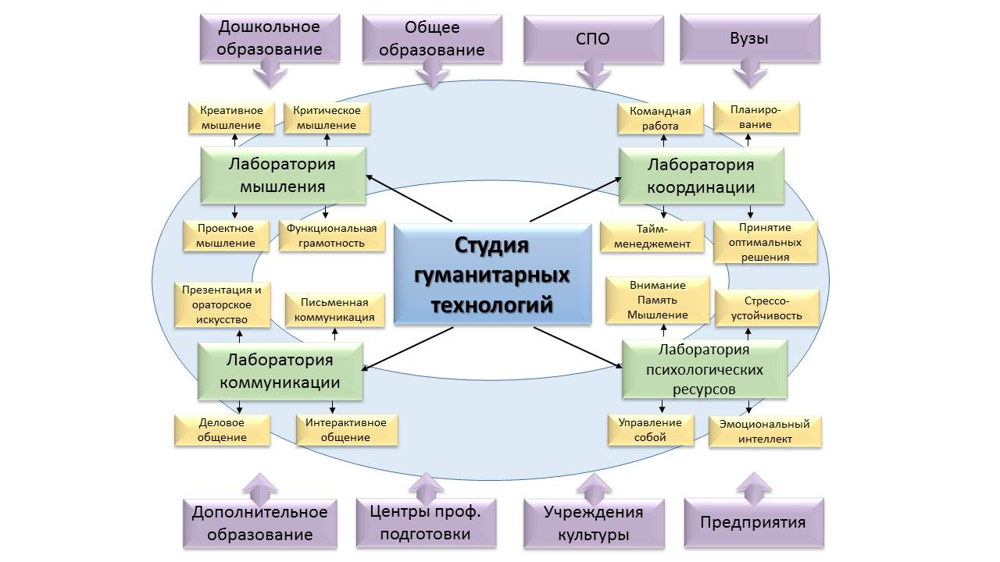 Дошкольное
образование
Общее
образование
СПО
Вузы
Креативное
мышление
Критическое
мышление
Командная
работа
Планиро-
вание
Лаборатория
мышления
Лаборатория
координации
Проектное
мышление
Функциональная
грамотность
Тайм-
менеджемент
Принятие
оптимальных
решения
Студия
гуманитарных
технологий
Презентация и
ораторское
искусство
Письменная
коммуникация
Внимание
Память
Мышление
Стрессо-
устойчивость
Лаборатория
коммуникации
Лаборатория
психологических
ресурсов
Деловое
общение
Интерактивное
общение
Управление
собой
Эмоциональный
интеллект
Дополнительное
образование
Центры проф.
подготовки
Учреждения
культуры
Предприятия